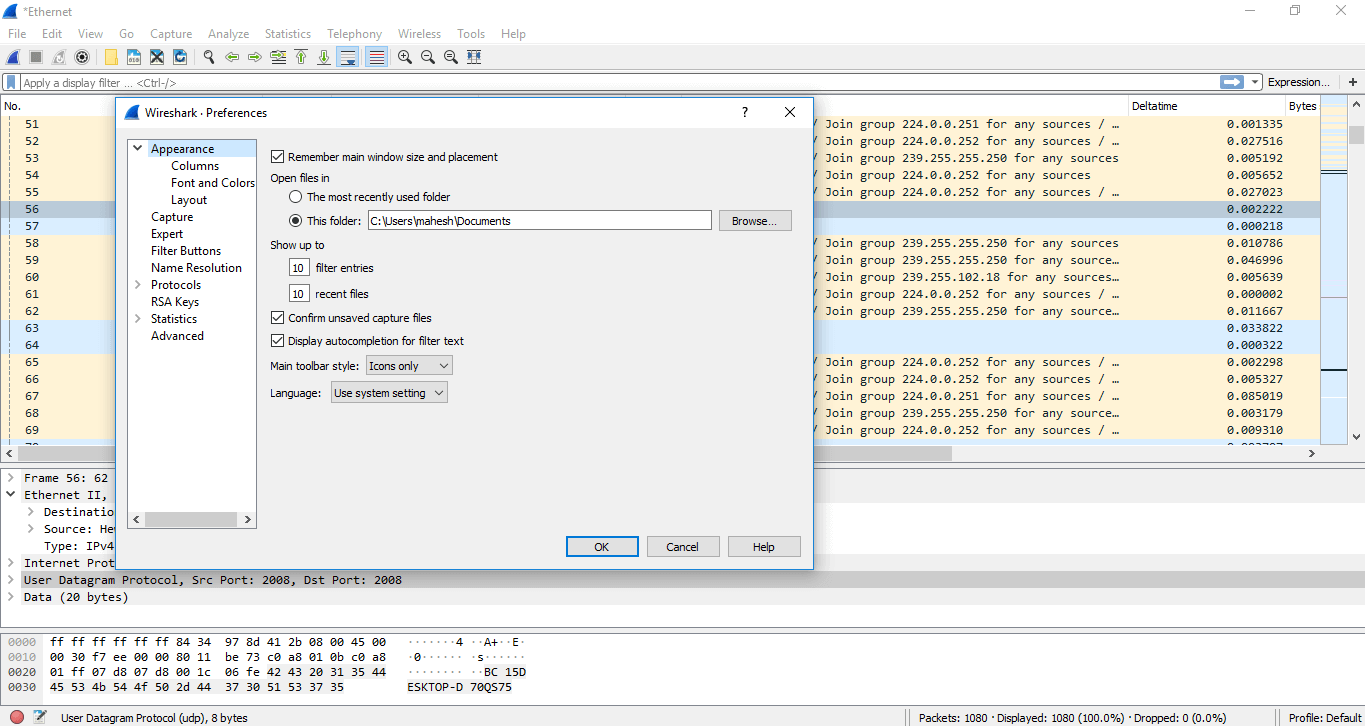 *Ethernet
File Edit View Go Capture Analyze Statistics Telephony Wireless Tools Help
Apply a display filter ... <Ctrl-/> Expression... +
No. Deltatime Bytes
51 / Join group 224.0.0.251 for any sources / … 0.001335
52 / Join group 224.0.0.252 for any sources / … 0.027516
53 / Join group 239.255.255.250 for any sources 0.005192
54 / Join group 224.0.0.252 for any sources 0.005652
55 / Join group 224.0.0.252 for any sources / … 0.027023
56 0.002222
57 0.000218
58 / Join group 239.255.255.250 for any sources 0.010786
59 / Join group 239.255.255.250 for any source… 0.046996
60 / Join group 239.255.102.18 for any sources… 0.005639
61 / Join group 224.0.0.252 for any sources / … 0.000002
62 / Join group 239.255.255.250 for any source… 0.011667
63 0.033822
64 0.000322
65 / Join group 224.0.0.252 for any sources / … 0.002298
66 / Join group 224.0.0.252 for any sources / … 0.005327
67 / Join group 224.0.0.251 for any sources / … 0.085019
68 / Join group 239.255.255.250 for any source… 0.003179
69 / Join group 224.0.0.252 for any sources / … 0.009310
Wireshark · Preferences ?
Appearance
Columns
Font and Colors
Layout
Capture
Expert
Filter Buttons
Name Resolution
Protocols
RSA Keys
Statistics
Advanced
Remember main window size and placement
Open files in
The most recently used folder
This folder: C:\Users\mahesh\Documents Browse...
Show up to
10 filter entries
10 recent files
Confirm unsaved capture files
Display autocompletion for filter text
Main toolbar style: Icons only
Language: Use system setting
OK Cancel Help
Frame 56: 62
Ethernet II,
Destinatio
Source: He
Type: IPv4
Internet Prot
User Datagram Protocol, Src Port: 2008, Dst Port: 2008
Data (20 bytes)
0000 ff ff ff ff ff ff 84 34 97 8d 41 2b 08 00 45 00 ·······4 ··A+··E·
0010 00 30 f7 ee 00 00 80 11 be 73 c0 a8 01 0b c0 a8 ·0······ ·s······
0020 01 ff 07 d8 07 d8 00 1c 06 fe 42 43 20 31 35 44 ········ ··BC 15D
0030 45 53 4b 54 4f 50 2d 44 37 30 51 53 37 35 ESKTOP-D 70QS75
User Datagram Protocol (udp), 8 bytes Packets: 1080 · Displayed: 1080 (100.0%) · Dropped: 0 (0.0%) Profile: Default